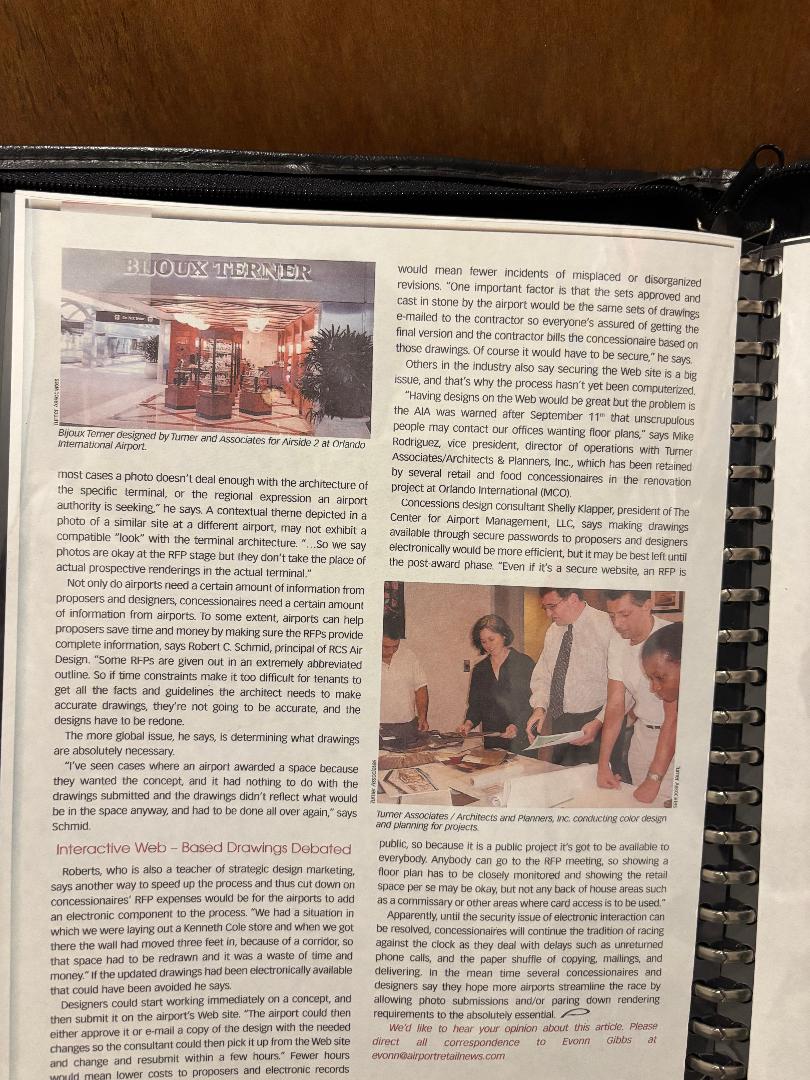 BIJOUX TERNER
Turner Associates
Bijoux Terner designed by Turner and Associates for Airside 2 at Orlando
International Airport.
most cases a photo doesn't deal enough with the architecture of
the specific terminal, or the regional expression an airport
authority is seeking," he says. A contextual theme depicted in a
photo of a similar site at a different airport, may not exhibit a
compatible "look" with the terminal architecture. "...So we say
photos are okay at the RFP stage but they don't take the place of
actual prospective renderings in the actual terminal."
Not only do airports need a certain amount of information from
proposers and designers, concessionaires need a certain amount
of information from airports. To some extent, airports can help
proposers save time and money by making sure the RFPs provide
complete information, says Robert C. Schmid, principal of RCS Air
Design. "Some RFPs are given out in an extremely abbreviated
outline. So if time constraints make it too difficult for tenants to
get all the facts and guidelines the architect needs to make
accurate drawings, they're not going to be accurate, and the
designs have to be redone.
The more global issue, he says, is determining what drawings
are absolutely necessary.
"I've seen cases where an airport awarded a space because
they wanted the concept, and it had nothing to do with the
drawings submitted and the drawings didn't reflect what would
be in the space anyway, and had to be done all over again," says
Schmid.
Interactive Web – Based Drawings Debated
Roberts, who is also a teacher of strategic design marketing,
says another way to speed up the process and thus cut down on
concessionaires' RFP expenses would be for the airports to add
an electronic component to the process. "We had a situation in
which we were laying out a Kenneth Cole store and when we got
there the wall had moved three feet in, because of a corridor, so
that space had to be redrawn and it was a waste of time and
money." If the updated drawings had been electronically available
that could have been avoided he says.
Designers could start working immediately on a concept, and
then submit it on the airport's Web site. "The airport could then
either approve it or e-mail a copy of the design with the needed
changes so the consultant could then pick it up from the Web site
and change and resubmit within a few hours." Fewer hours
would mean lower costs to proposers and electronic records
would mean fewer incidents of misplaced or disorganized
revisions. "One important factor is that the sets approved and
cast in stone by the airport would be the same sets of drawings
e-mailed to the contractor so everyone's assured of getting the
final version and the contractor bills the concessionaire based on
those drawings. Of course it would have to be secure," he says.
Others in the industry also say securing the Web site is a big
issue, and that's why the process hasn't yet been computerized.
"Having designs on the Web would be great but the problem is
the AIA was warned after September 11th that unscrupulous
people may contact our offices wanting floor plans," says Mike
Rodriguez, vice president, director of operations with Turner
Associates/Architects & Planners, Inc., which has been retained
by several retail and food concessionaires in the renovation
project at Orlando International (MCO).
Concessions design consultant Shelly Klapper, president of The
Center for Airport Management, LLC, says making drawings
available through secure passwords to proposers and designers
electronically would be more efficient, but it may be best left until
the post-award phase. "Even if it's a secure website, an RFP is
Turner Associates
Turner Associates
Turner Associates / Architects and Planners, Inc. conducting color design
and planning for projects.
public, so because it is a public project it's got to be available to
everybody. Anybody can go to the RFP meeting, so showing a
floor plan has to be closely monitored and showing the retail
space per se may be okay, but not any back of house areas such
as a commissary or other areas where card access is to be used."
Apparently, until the security issue of electronic interaction can
be resolved, concessionaires will continue the tradition of racing
against the clock as they deal with delays such as unreturned
phone calls, and the paper shuffle of copying, mailings, and
delivering. In the mean time several concessionaires and
designers say they hope more airports streamline the race by
allowing photo submissions and/or paring down rendering
requirements to the absolutely essential.
We'd like to hear your opinion about this article. Please
direct all correspondence to Evonn Gibbs at
evonn@airportretailnews.com